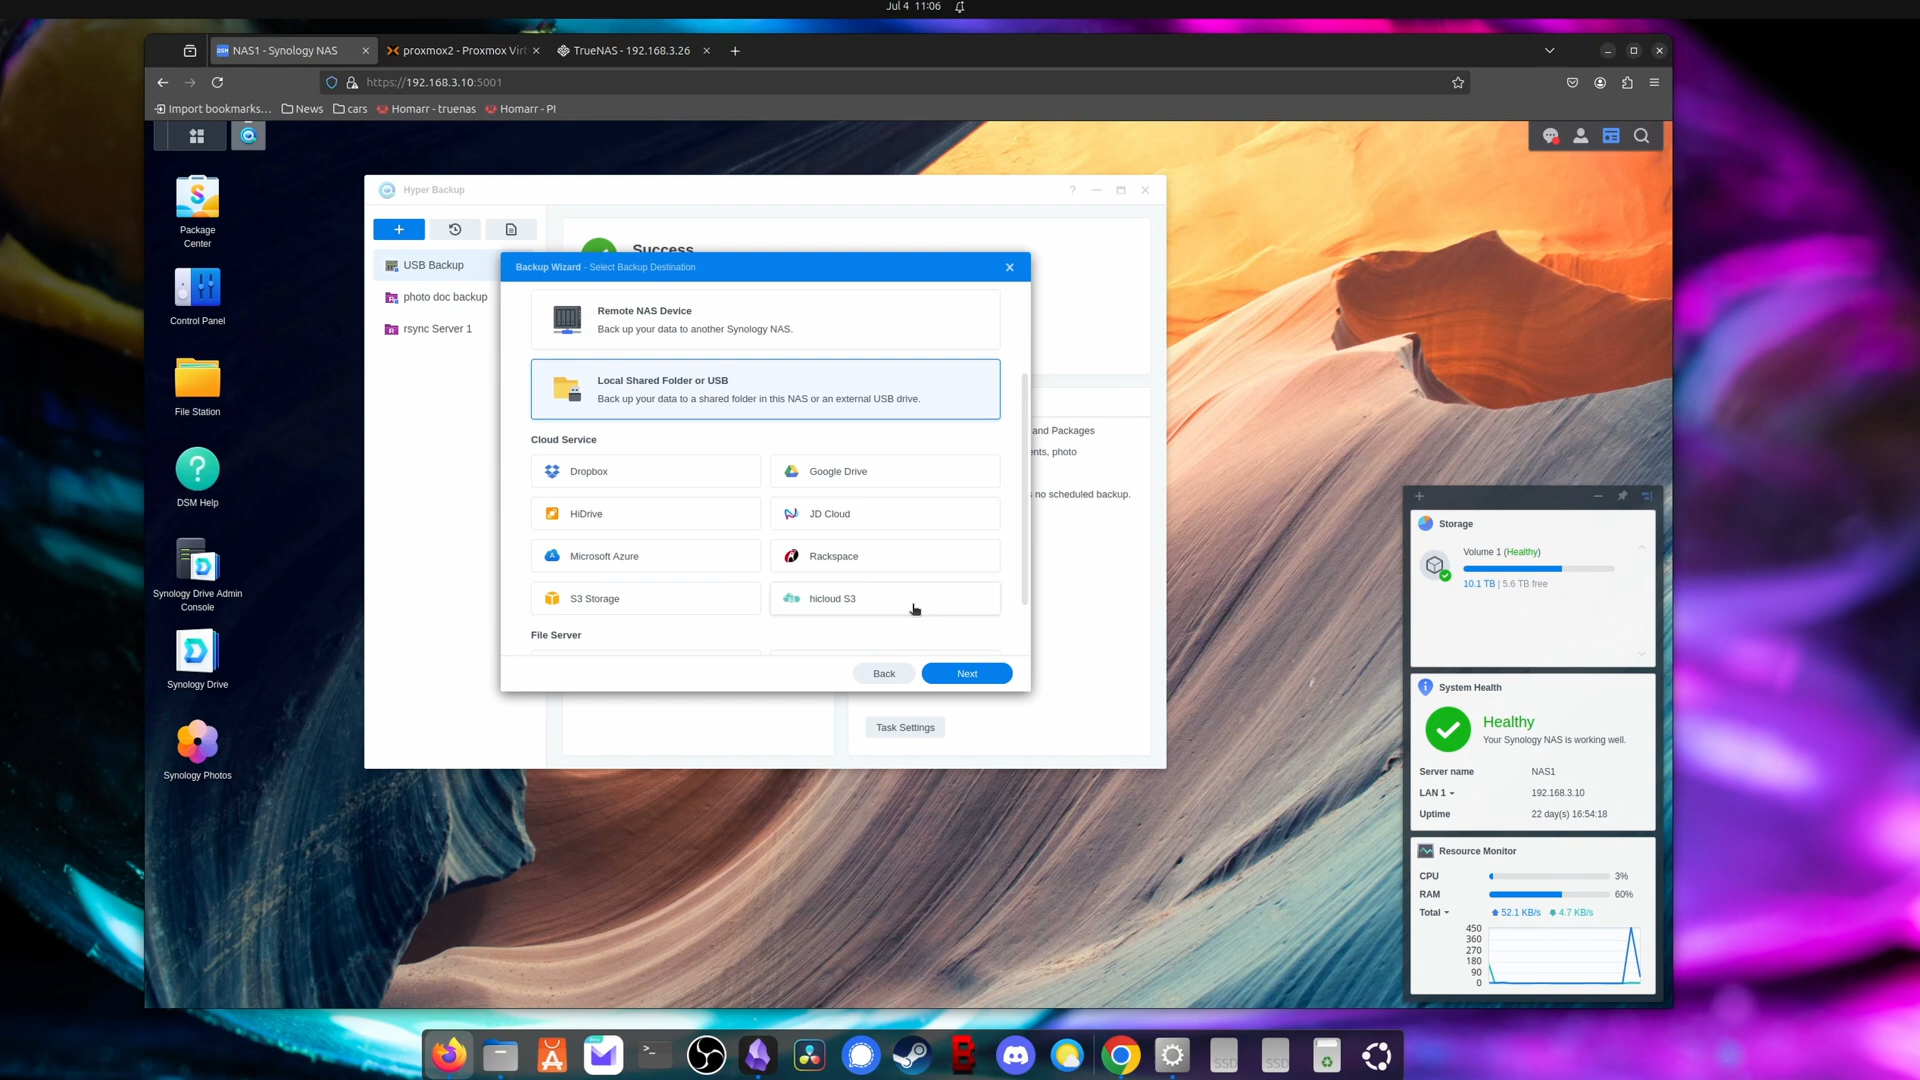 Jul 4 11:06
NAS1 - Synology NAS
proxmox2 - Proxmox Virt
TrueNAS - 192.168.3.26
https://192.168.3.10:5001
Import bookmarks...
News
cars
Homarr - truenas
Homarr - PI
Package
Center
Control Panel
File Station
DSM Help
Synology Drive Admin
Console
Synology Drive
Synology Photos
Hyper Backup
USB Backup
photo doc backup
rsync Server 1
Success
and Packages
ents, photo
s no scheduled backup.
Task Settings
Backup Wizard - Select Backup Destination
Remote NAS Device
Back up your data to another Synology NAS.
Local Shared Folder or USB
Back up your data to a shared folder in this NAS or an external USB drive.
Cloud Service
Dropbox
Google Drive
HiDrive
JD Cloud
Microsoft Azure
Rackspace
S3 Storage
hicloud S3
File Server
Back
Next
Storage
Volume 1 (Healthy)
10.1 TB | 5.6 TB free
System Health
Healthy
Your Synology NAS is working well.
Server name NAS1
LAN 1 192.168.3.10
Uptime 22 day(s) 16:54:18
Resource Monitor
CPU 3%
RAM 60%
Total 52.1 KB/s 4.7 KB/s
450
360
270
180
90
0
SSD
SSD